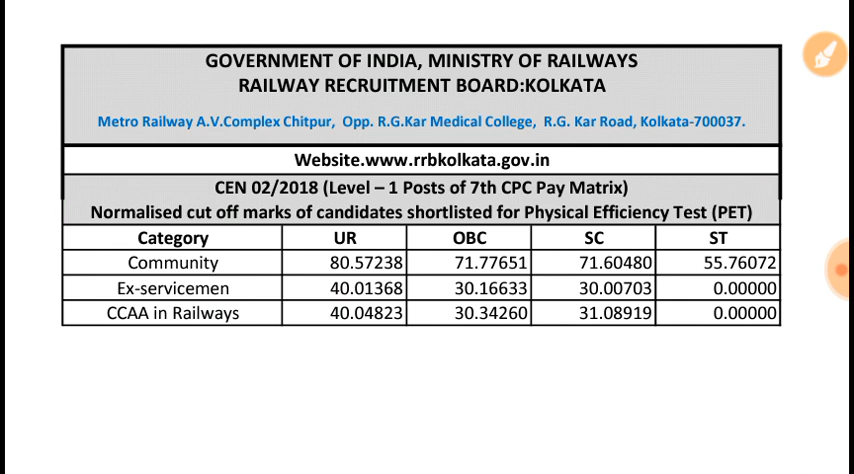 GOVERNMENT OF INDIA, MINISTRY OF RAILWAYS
RAILWAY RECRUITMENT BOARD:KOLKATA
Metro Railway A.V.Complex Chitpur, Opp. R.G.Kar Medical College, R.G. Kar Road, Kolkata-700037.
Website.www.rrbkolkata.gov.in
CEN 02/2018 (Level – 1 Posts of 7th CPC Pay Matrix)
Normalised cut off marks of candidates shortlisted for Physical Efficiency Test (PET)
Category UR OBC SC ST
Community 80.57238 71.77651 71.60480 55.76072
Ex-servicemen 40.01368 30.16633 30.00703 0.00000
CCAA in Railways 40.04823 30.34260 31.08919 0.00000